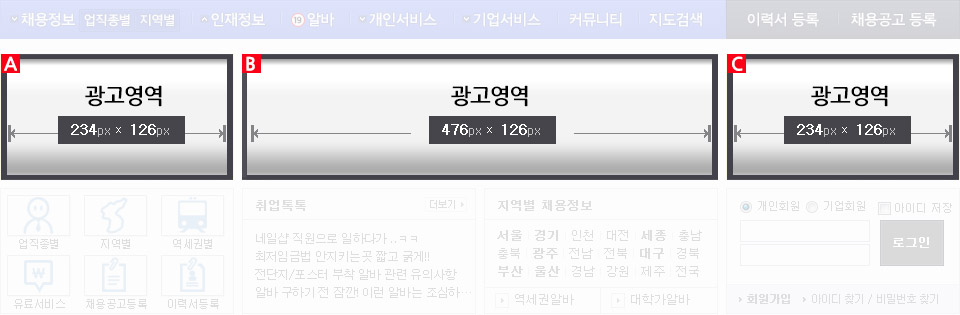 채용정보 업직종별 지역별 인재정보 19 알바 개인서비스 기업서비스 커뮤니티 지도검색 이력서 등록 채용공고 등록
A
광고영역
234px × 126px
B
광고영역
476px × 126px
C
광고영역
234px × 126px
업직종별 지역별 역세권별
유료서비스 채용공고등록 이력서등록
취업톡톡 더보기
네일샵 직원으로 일하다가 ..ㅋㅋ
최저임금법 안지키는곳 짧고 굵게!!
전단지/포스터 부착 알바 관련 유의사항
알바 구하기 전 잠깐! 이런 알바는 조심하…
지역별 채용정보
서울 경기 인천 대전 세종 충남
충북 광주 전남 전북 대구 경북
부산 울산 경남 강원 제주 전국
역세권알바 대학가알바
개인회원 기업회원 아이디 저장
로그인
회원가입 아이디 찾기 / 비밀번호 찾기